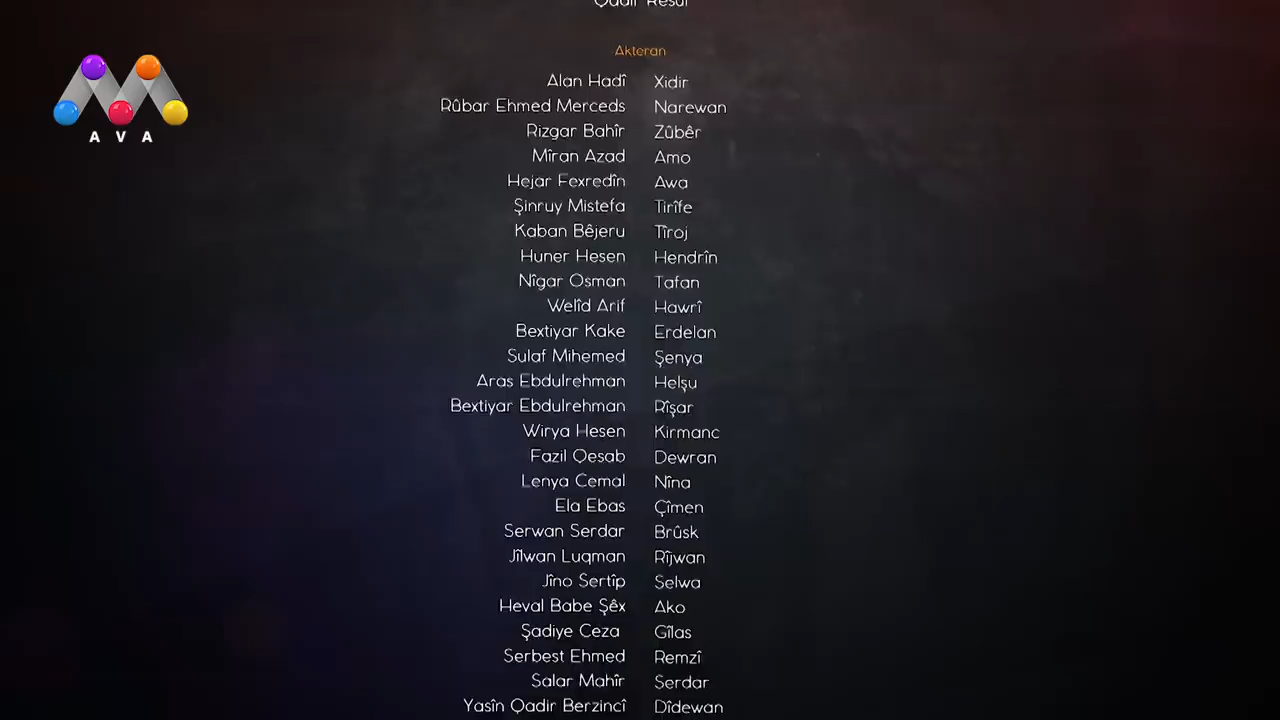 Qadir Resul
Akteran
Alan Hadî Xidir
Rûbar Ehmed Merceds Narewan
Rizgar Bahîr Zûbêr
Mîran Azad Amo
Hejar Fexredîn Awa
Şinruy Mistefa Tirîfe
Kaban Bêjeru Tîroj
Huner Hesen Hendrîn
Nîgar Osman Tafan
Welîd Arif Hawrî
Bextiyar Kake Erdelan
Sulaf Mihemed Şenya
Aras Ebdulrehman Helşu
Bextiyar Ebdulrehman Rîşar
Wirya Hesen Kirmanc
Fazil Qesab Dewran
Lenya Cemal Nîna
Ela Ebas Çîmen
Serwan Serdar Brûsk
Jîlwan Luqman Rîjwan
Jîno Sertîp Selwa
Heval Babe Şêx Ako
Şadiye Ceza Gîlas
Serbest Ehmed Remzî
Salar Mahîr Serdar
Yasîn Qadir Berzincî Dîdewan
AVA